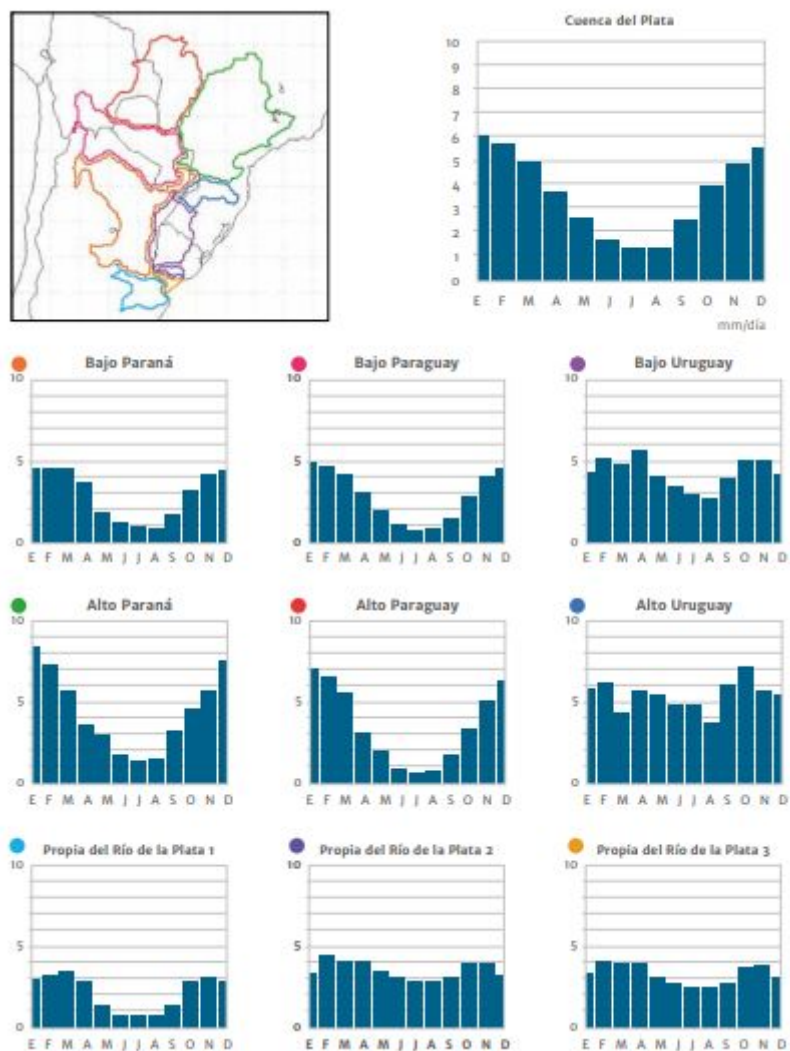 Cuenca del Plata
10
9
8
7
6
5
4
3
2
1
0
E F M A M J J A S O N D
mm/día
Bajo Paraná
10
5
0
E F M A M J J A S O N D
Bajo Paraguay
10
5
0
E F M A M J J A S O N D
Bajo Uruguay
10
5
0
E F M A M J J A S O N D
Alto Paraná
10
5
0
E F M A M J J A S O N D
Alto Paraguay
10
5
0
E F M A M J J A S O N D
Alto Uruguay
10
5
0
E F M A M J J A S O N D
Propia del Río de la Plata 1
10
5
0
E F M A M J J A S O N D
Propia del Río de la Plata 2
10
5
0
E F M A M J J A S O N D
Propia del Río de la Plata 3
10
5
0
E F M A M J J A S O N D